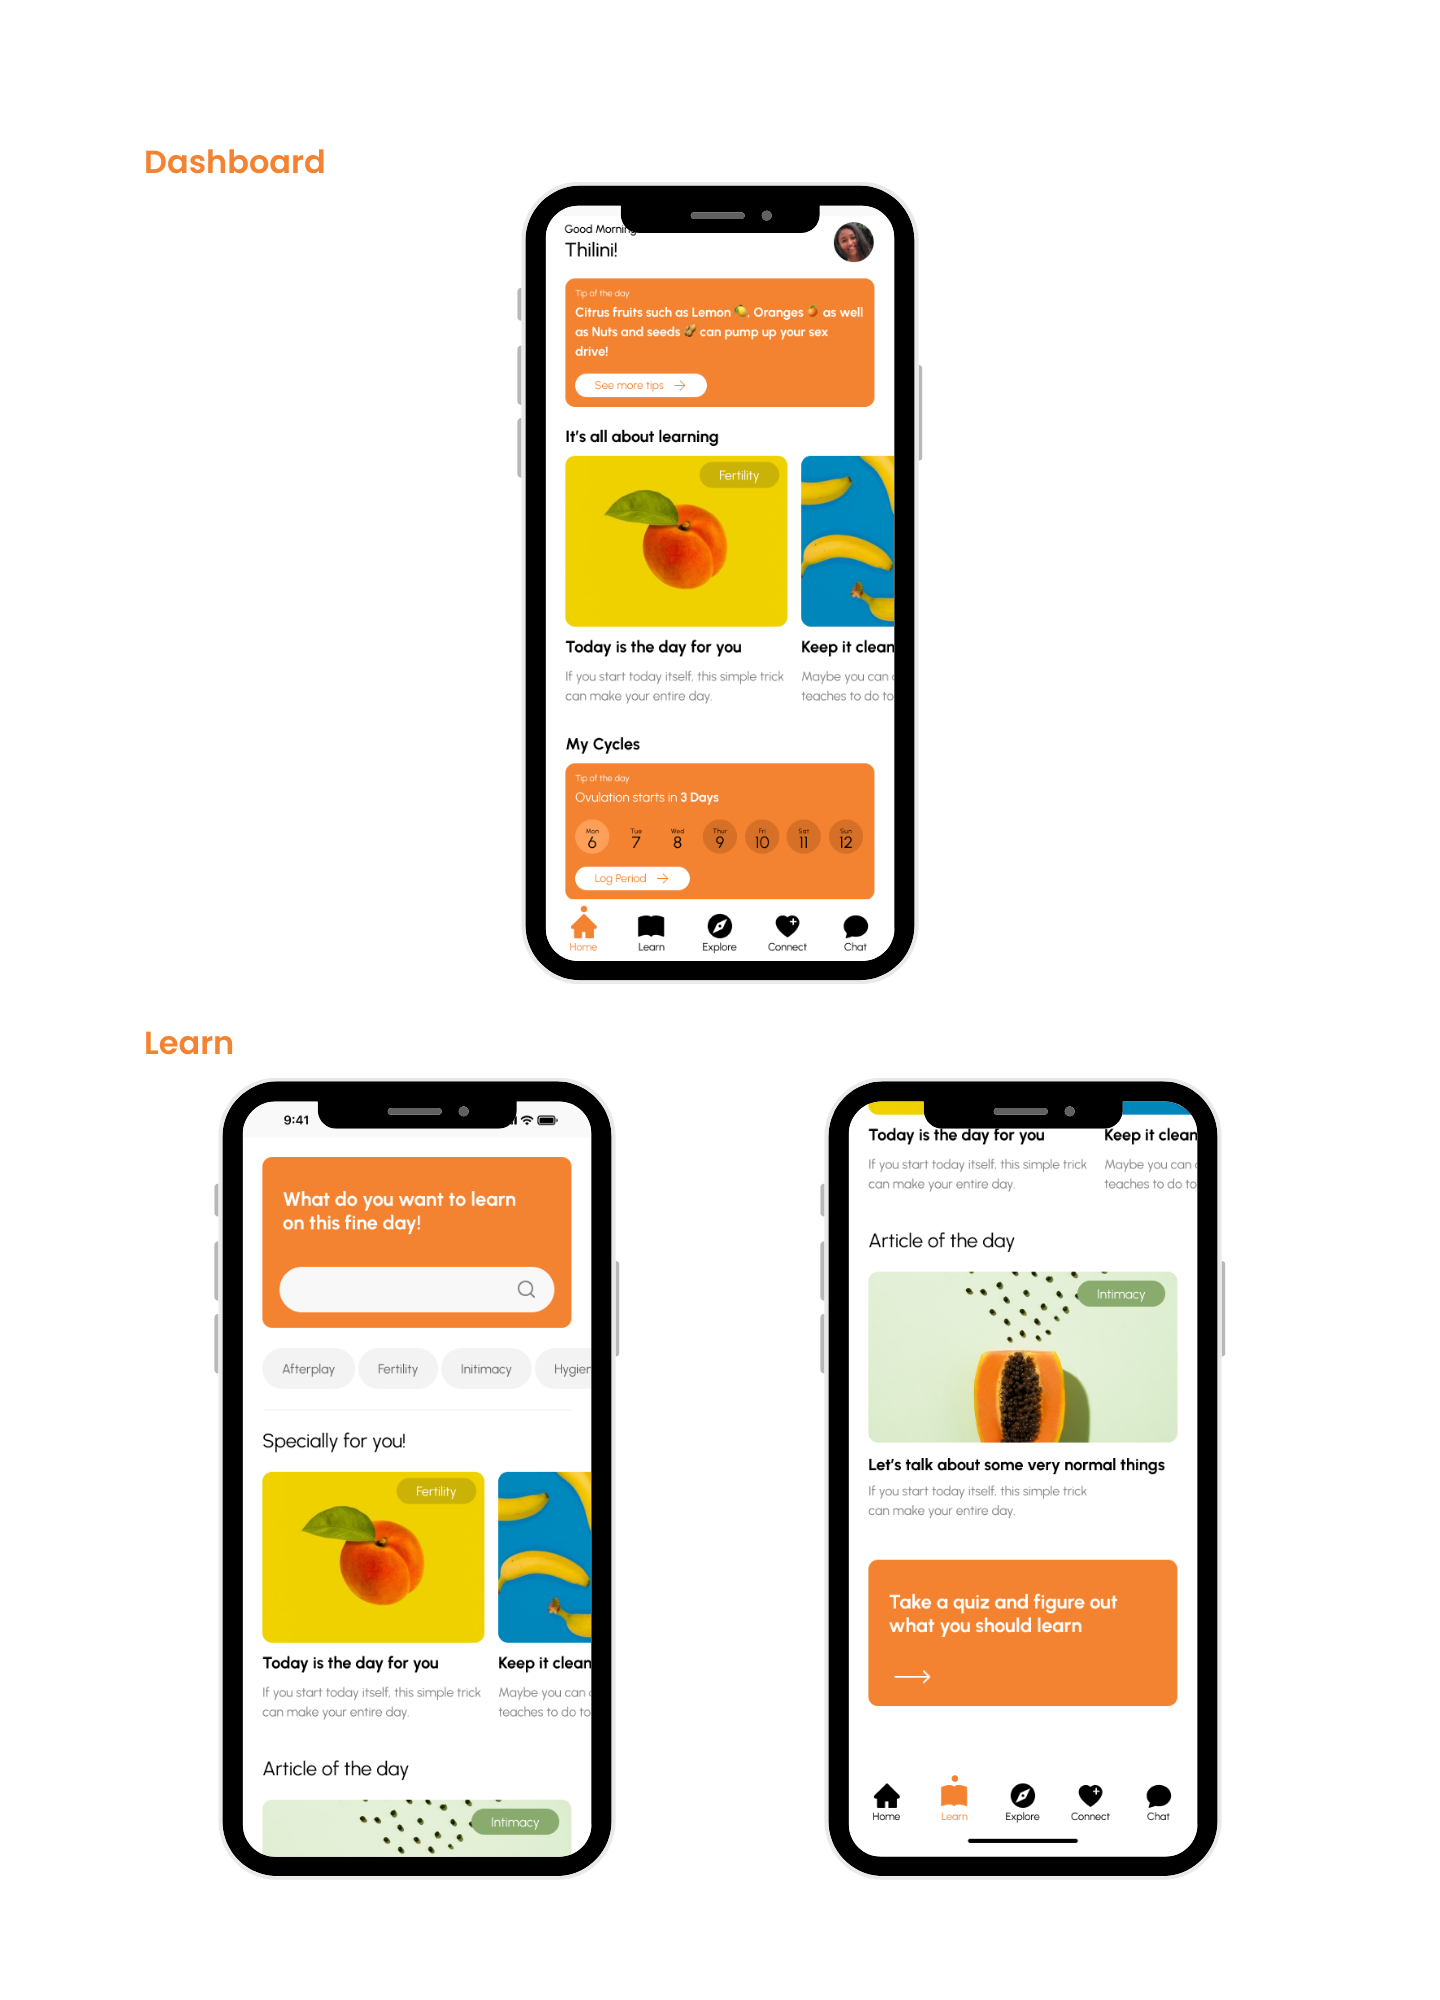 Dashboard
Good Morning
Thilini!
Tip of the day
Citrus fruits such as Lemon 🍋, Oranges 🍊 as well
as Nuts and seeds 🥜 can pump up your sex
drive!
See more tips →
It's all about learning
Fertility
Today is the day for you
If you start today itself, this simple trick
can make your entire day.
Keep it clean
Maybe you can
teaches to do to
My Cycles
Tip of the day
Ovulation starts in 3 Days
Mon Tue Wed Thur Fri Sat Sun
6 7 8 9 10 11 12
Log Period →
Home Learn Explore Connect Chat
Learn
9:41
What do you want to learn
on this fine day!
Afterplay Fertility Initimacy Hygien
Specially for you!
Fertility
Today is the day for you
If you start today itself, this simple trick
can make your entire day.
Keep it clean
Maybe you can
teaches to do to
Article of the day
Intimacy
Today is the day for you
If you start today itself, this simple trick
can make your entire day.
Keep it clean
Maybe you can
teaches to do to
Article of the day
Intimacy
Let's talk about some very normal things
If you start today itself, this simple trick
can make your entire day.
Take a quiz and figure out
what you should learn
Home Learn Explore Connect Chat